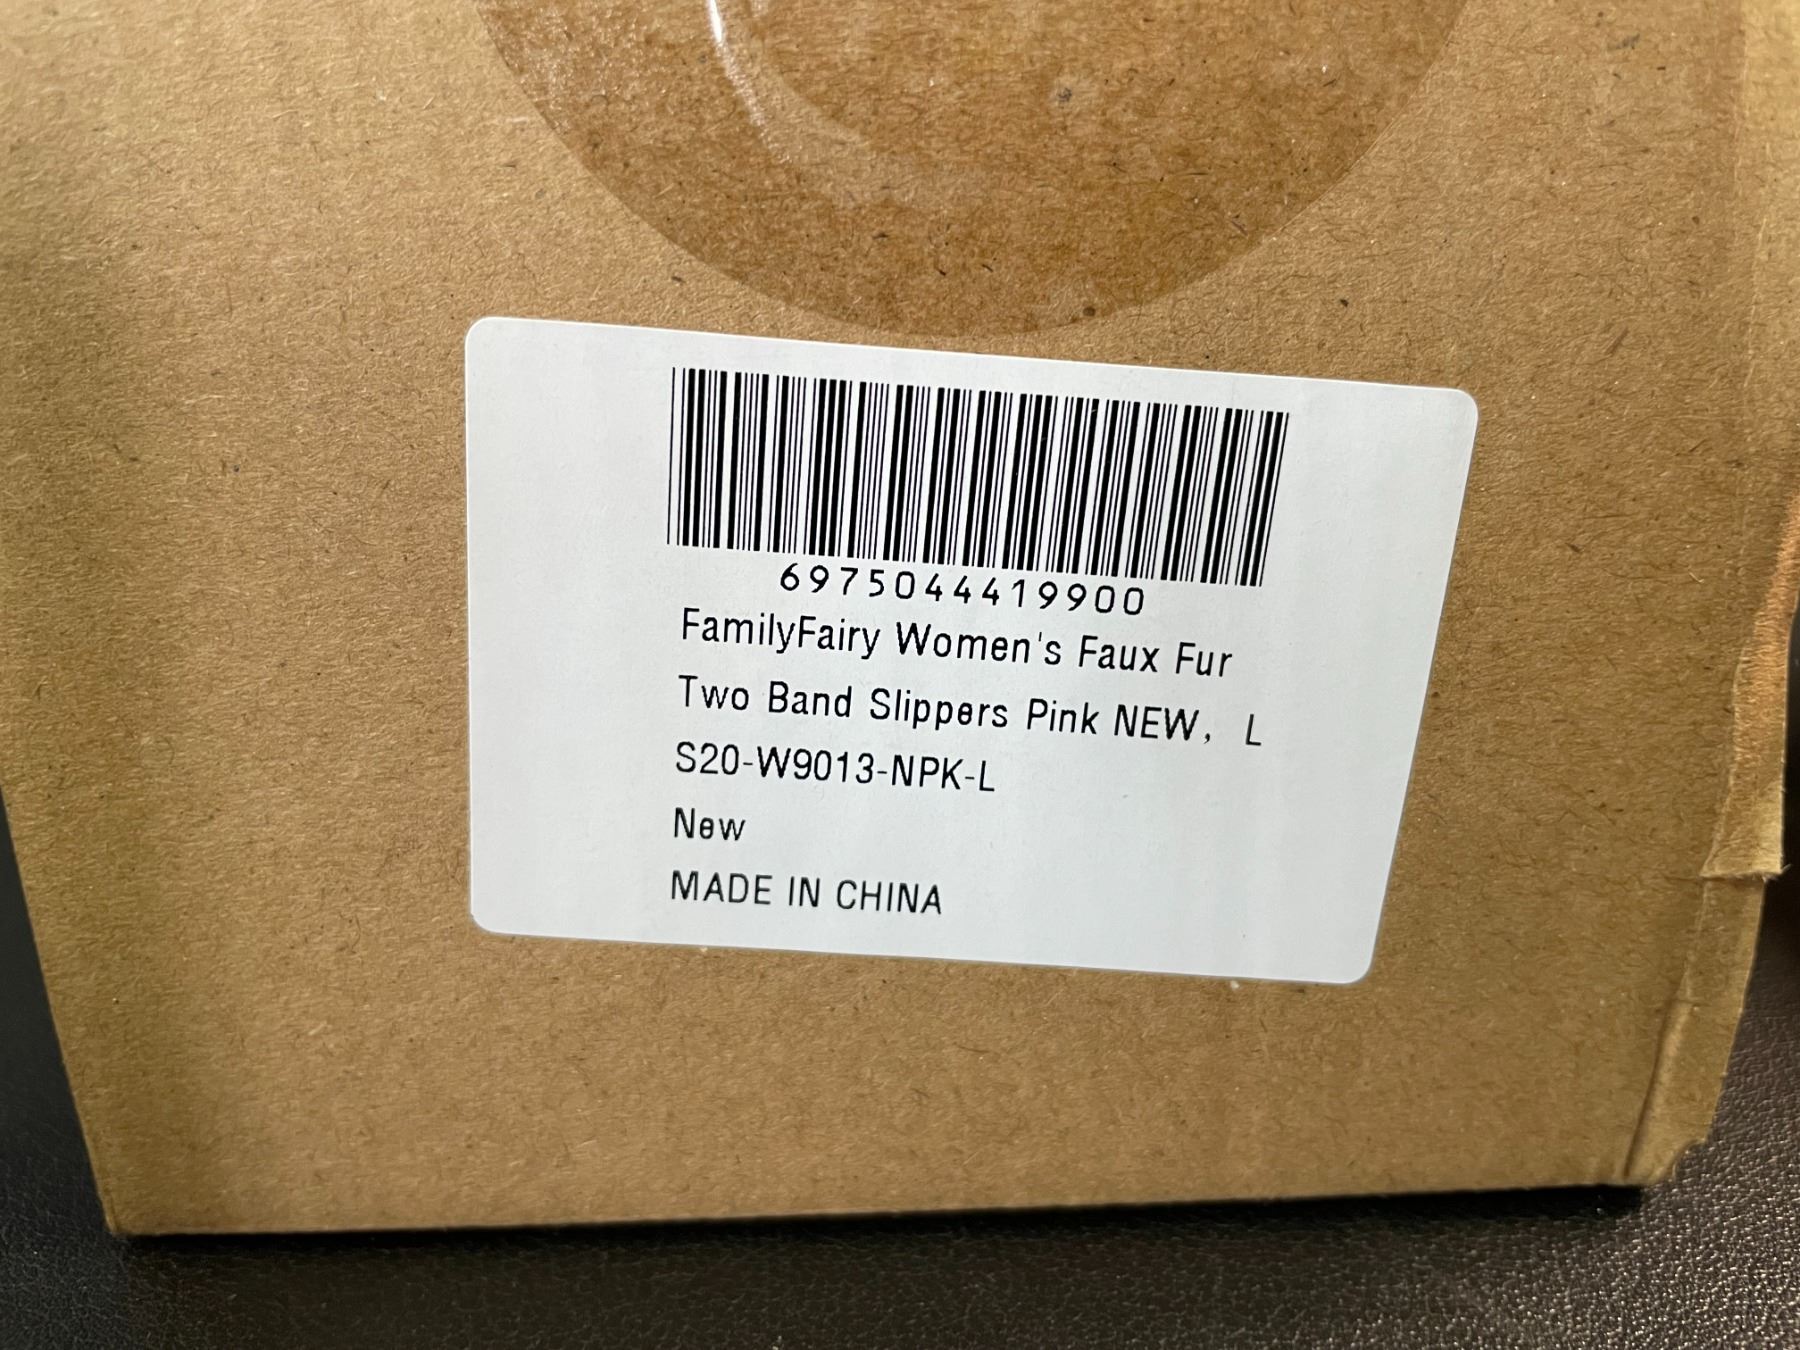 6975044419900
FamilyFairy Women's Faux Fur
Two Band Slippers Pink NEW, L
S20-W9013-NPK-L
New
MADE IN CHINA